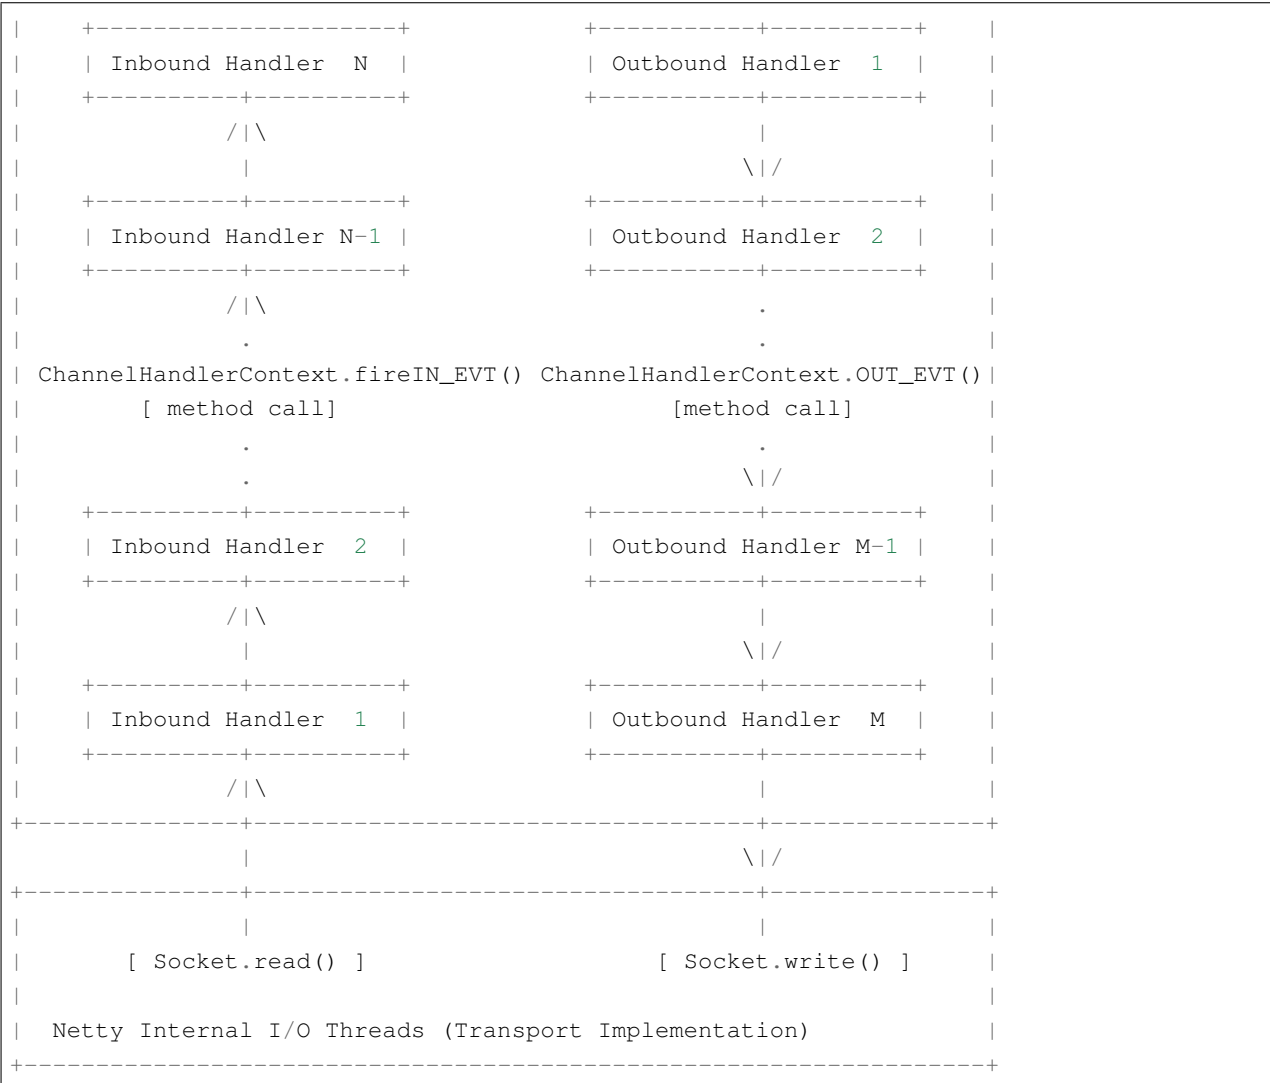 |    +---------------------+            +-----------+----------+     |
|    | Inbound Handler  N  |            | Outbound Handler  1  |     |
|    +----------+----------+            +-----------+----------+     |
|              /|\                                  |                |
|               |                                  \|/               |
|    +----------+----------+            +-----------+----------+     |
|    | Inbound Handler N-1 |            | Outbound Handler  2  |     |
|    +----------+----------+            +-----------+----------+     |
|              /|\                                  .                |
|               .                                   .                |
| ChannelHandlerContext.fireIN_EVT() ChannelHandlerContext.OUT_EVT()|
|        [ method call]                       [method call]          |
|               .                                   .                |
|               .                                  \|/               |
|    +----------+----------+            +-----------+----------+     |
|    | Inbound Handler  2  |            | Outbound Handler M-1 |     |
|    +----------+----------+            +-----------+----------+     |
|              /|\                                  |                |
|               |                                  \|/               |
|    +----------+----------+            +-----------+----------+     |
|    | Inbound Handler  1  |            | Outbound Handler  M  |     |
|    +----------+----------+            +-----------+----------+     |
|              /|\                                  |                |
+---------------+-----------------------------------+---------------+
                |                                  \|/
+---------------+-----------------------------------+---------------+
|               |                                   |               |
|       [ Socket.read() ]                    [ Socket.write() ]     |
|                                                                   |
|  Netty Internal I/O Threads (Transport Implementation)            |
+-------------------------------------------------------------------+